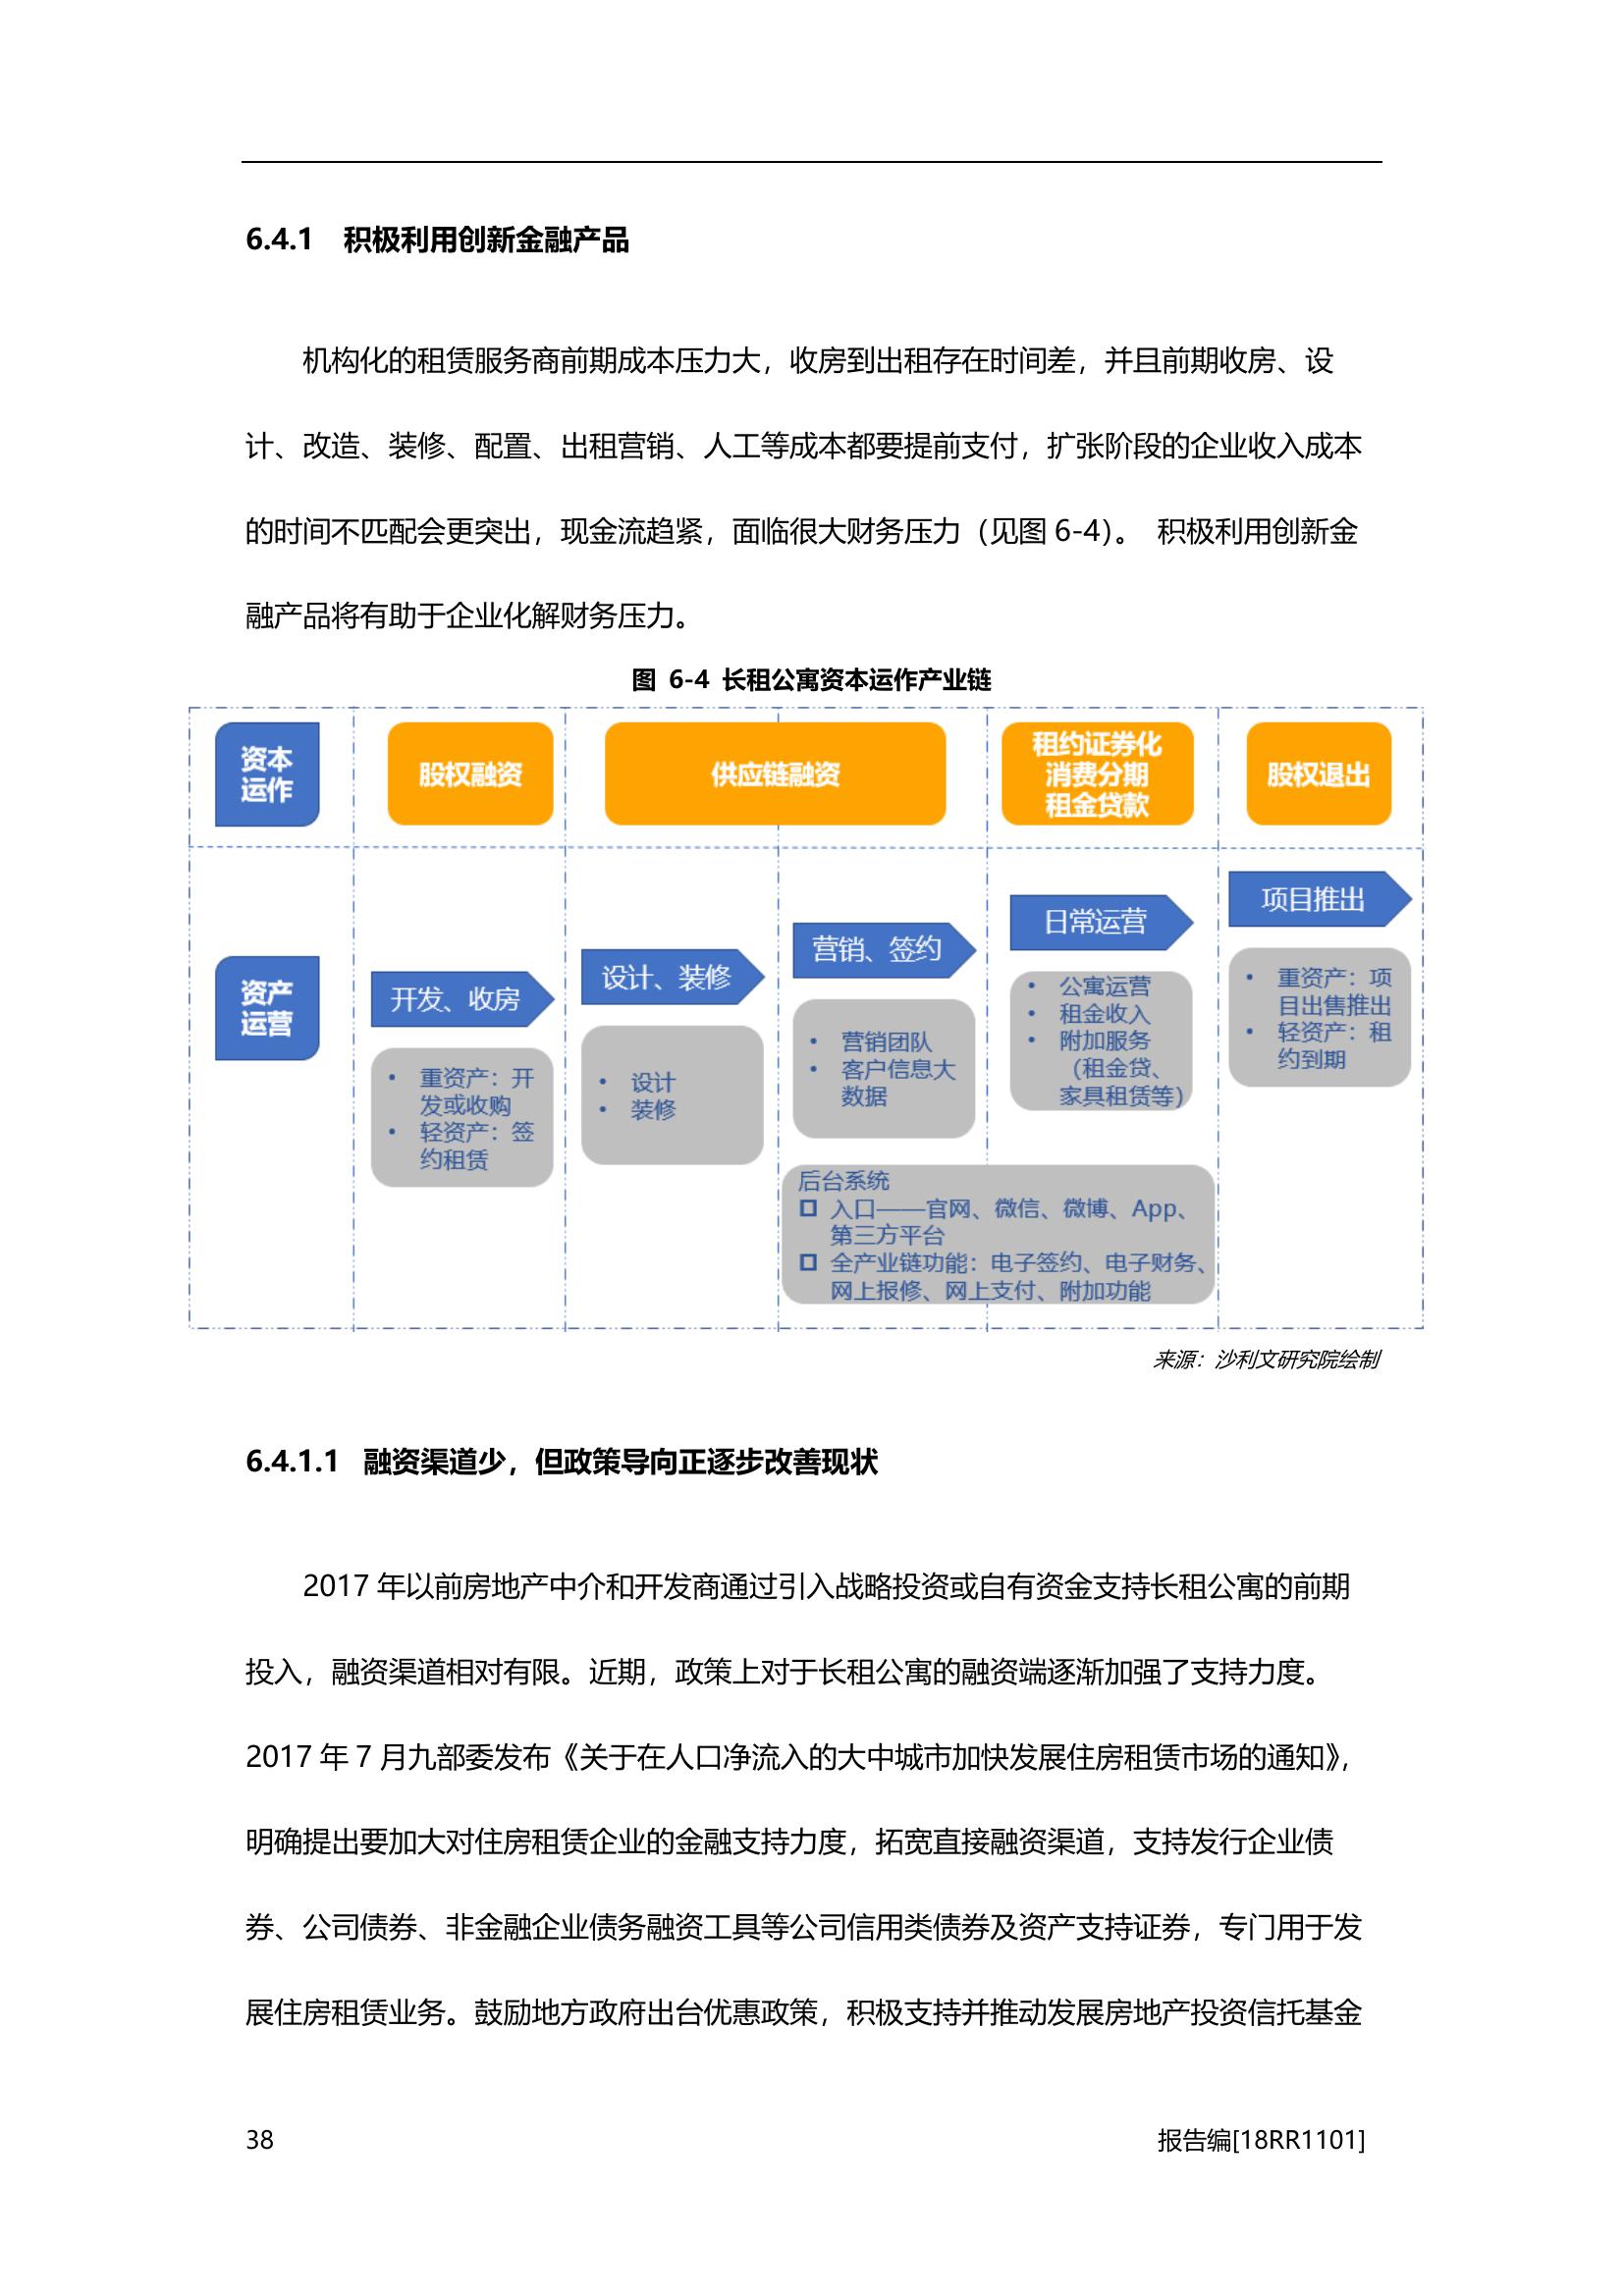 6.4.1 积极利用创新金融产品
机构化的租赁服务商前期成本压力大，收房到出租存在时间差，并且前期收房、设
计、改造、装修、配置、出租营销、人工等成本都要提前支付，扩张阶段的企业收入成本
的时间不匹配会更突出，现金流趋紧，面临很大财务压力（见图 6-4）。 积极利用创新金
融产品将有助于企业化解财务压力。
图 6-4 长租公寓资本运作产业链
资本
运作
股权融资
供应链融资
租约证券化
消费分期
租金贷款
股权退出
资产
运营
开发、收房
• 重资产：开
发或收购
• 轻资产：签
约租赁
设计、装修
• 设计
• 装修
营销、签约
• 营销团队
• 客户信息大
数据
日常运营
• 公寓运营
• 租金收入
• 附加服务
（租金贷、
家具租赁等）
项目推出
• 重资产：项
目出售推出
• 轻资产：租
约到期
后台系统
入口——官网、微信、微博、App、
第三方平台
全产业链功能：电子签约、电子财务、
网上报修、网上支付、附加功能
来源：沙利文研究院绘制
6.4.1.1 融资渠道少，但政策导向正逐步改善现状
2017 年以前房地产中介和开发商通过引入战略投资或自有资金支持长租公寓的前期
投入，融资渠道相对有限。近期，政策上对于长租公寓的融资端逐渐加强了支持力度。
2017 年 7 月九部委发布《关于在人口净流入的大中城市加快发展住房租赁市场的通知》，
明确提出要加大对住房租赁企业的金融支持力度，拓宽直接融资渠道，支持发行企业债
券、公司债券、非金融企业债务融资工具等公司信用类债券及资产支持证券，专门用于发
展住房租赁业务。鼓励地方政府出台优惠政策，积极支持并推动发展房地产投资信托基金
38
报告编[18RR1101]